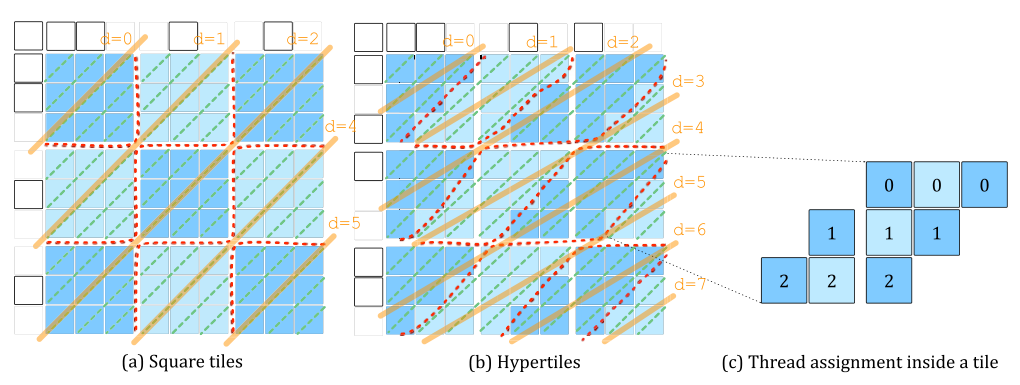 d=0 d=1 d=2
d=4
d=5
(a) Square tiles
d=0 d=1 d=2
d=3
d=4
d=5
d=6
d=7
(b) Hypertiles
0 0 0
1 1 1
2 2 2
(c) Thread assignment inside a tile